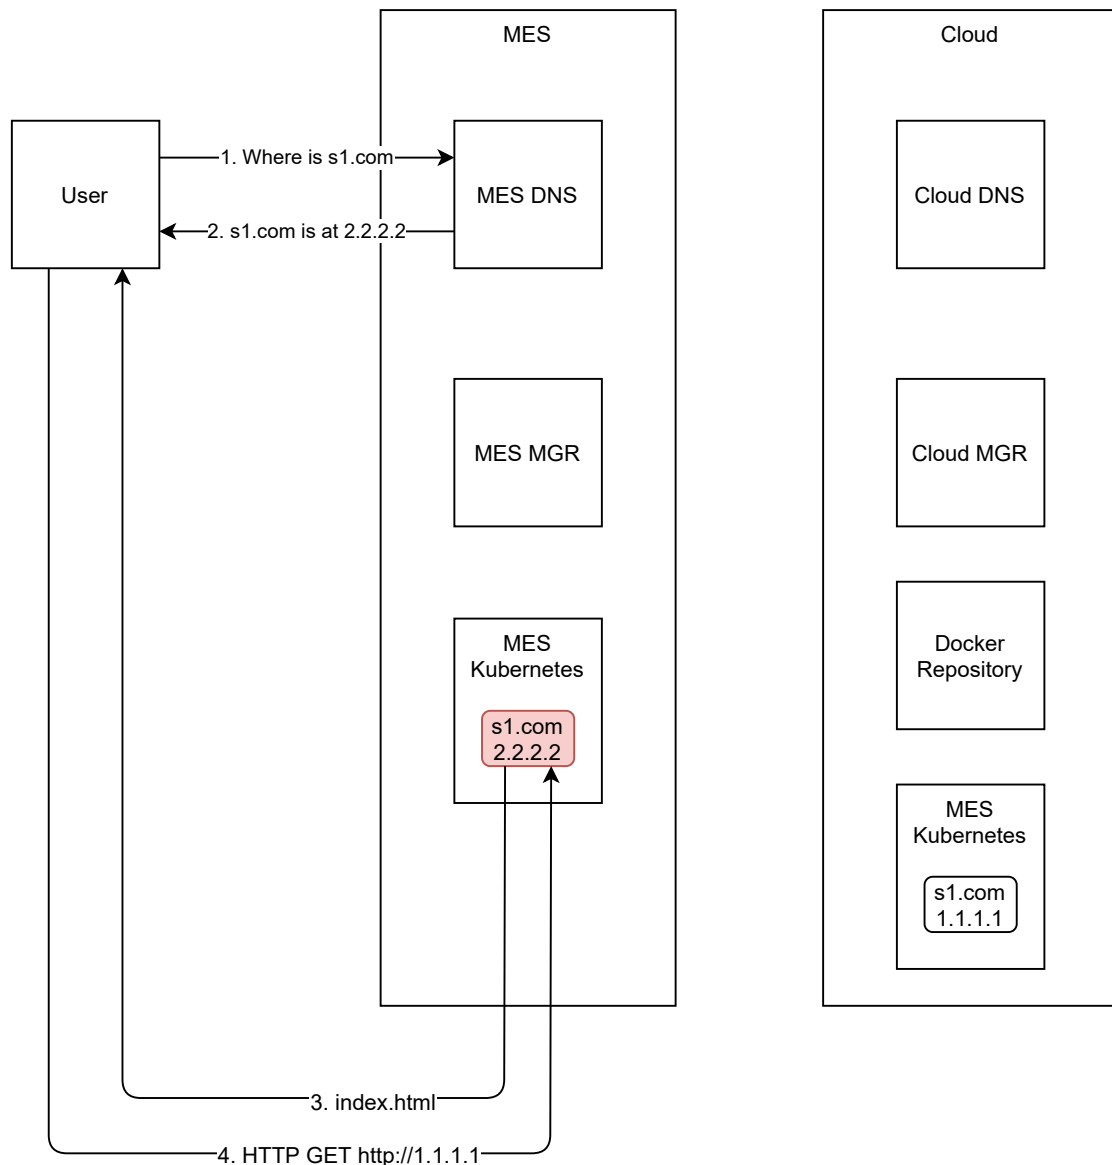 MES
Cloud
User
1. Where is s1.com
MES DNS
Cloud DNS
2. s1.com is at 2.2.2.2
MES MGR
Cloud MGR
MES
Kubernetes
s1.com
2.2.2.2
Docker
Repository
MES
Kubernetes
s1.com
1.1.1.1
3. index.html
4. HTTP GET http://1.1.1.1